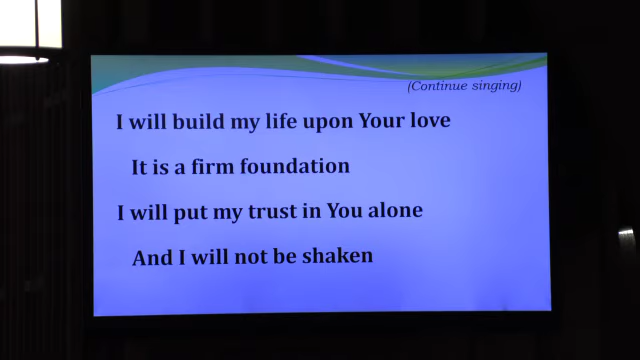 (Continue singing)
I will build my life upon Your love
It is a firm foundation
I will put my trust in You alone
And I will not be shaken